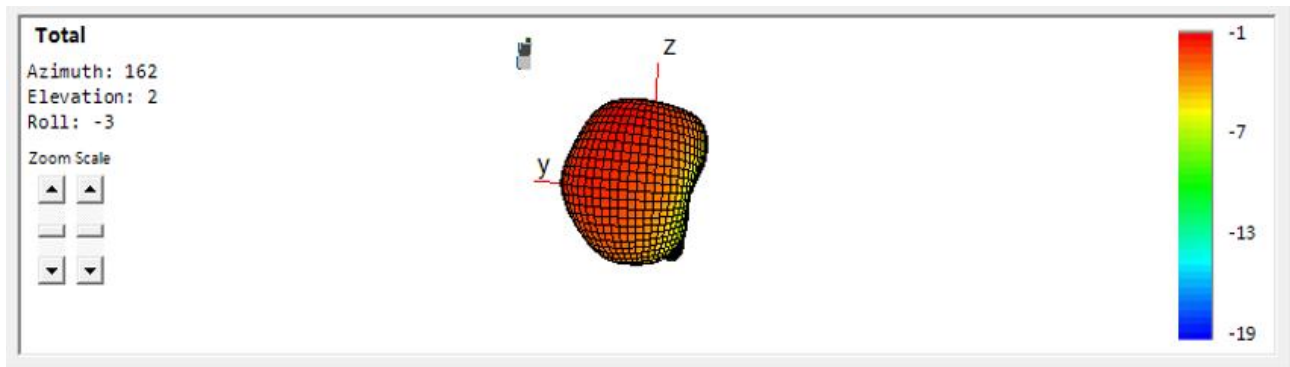 Total
Azimuth: 162
Elevation: 2
Roll: -3
Zoom Scale
z
y
-1
-7
-13
-19